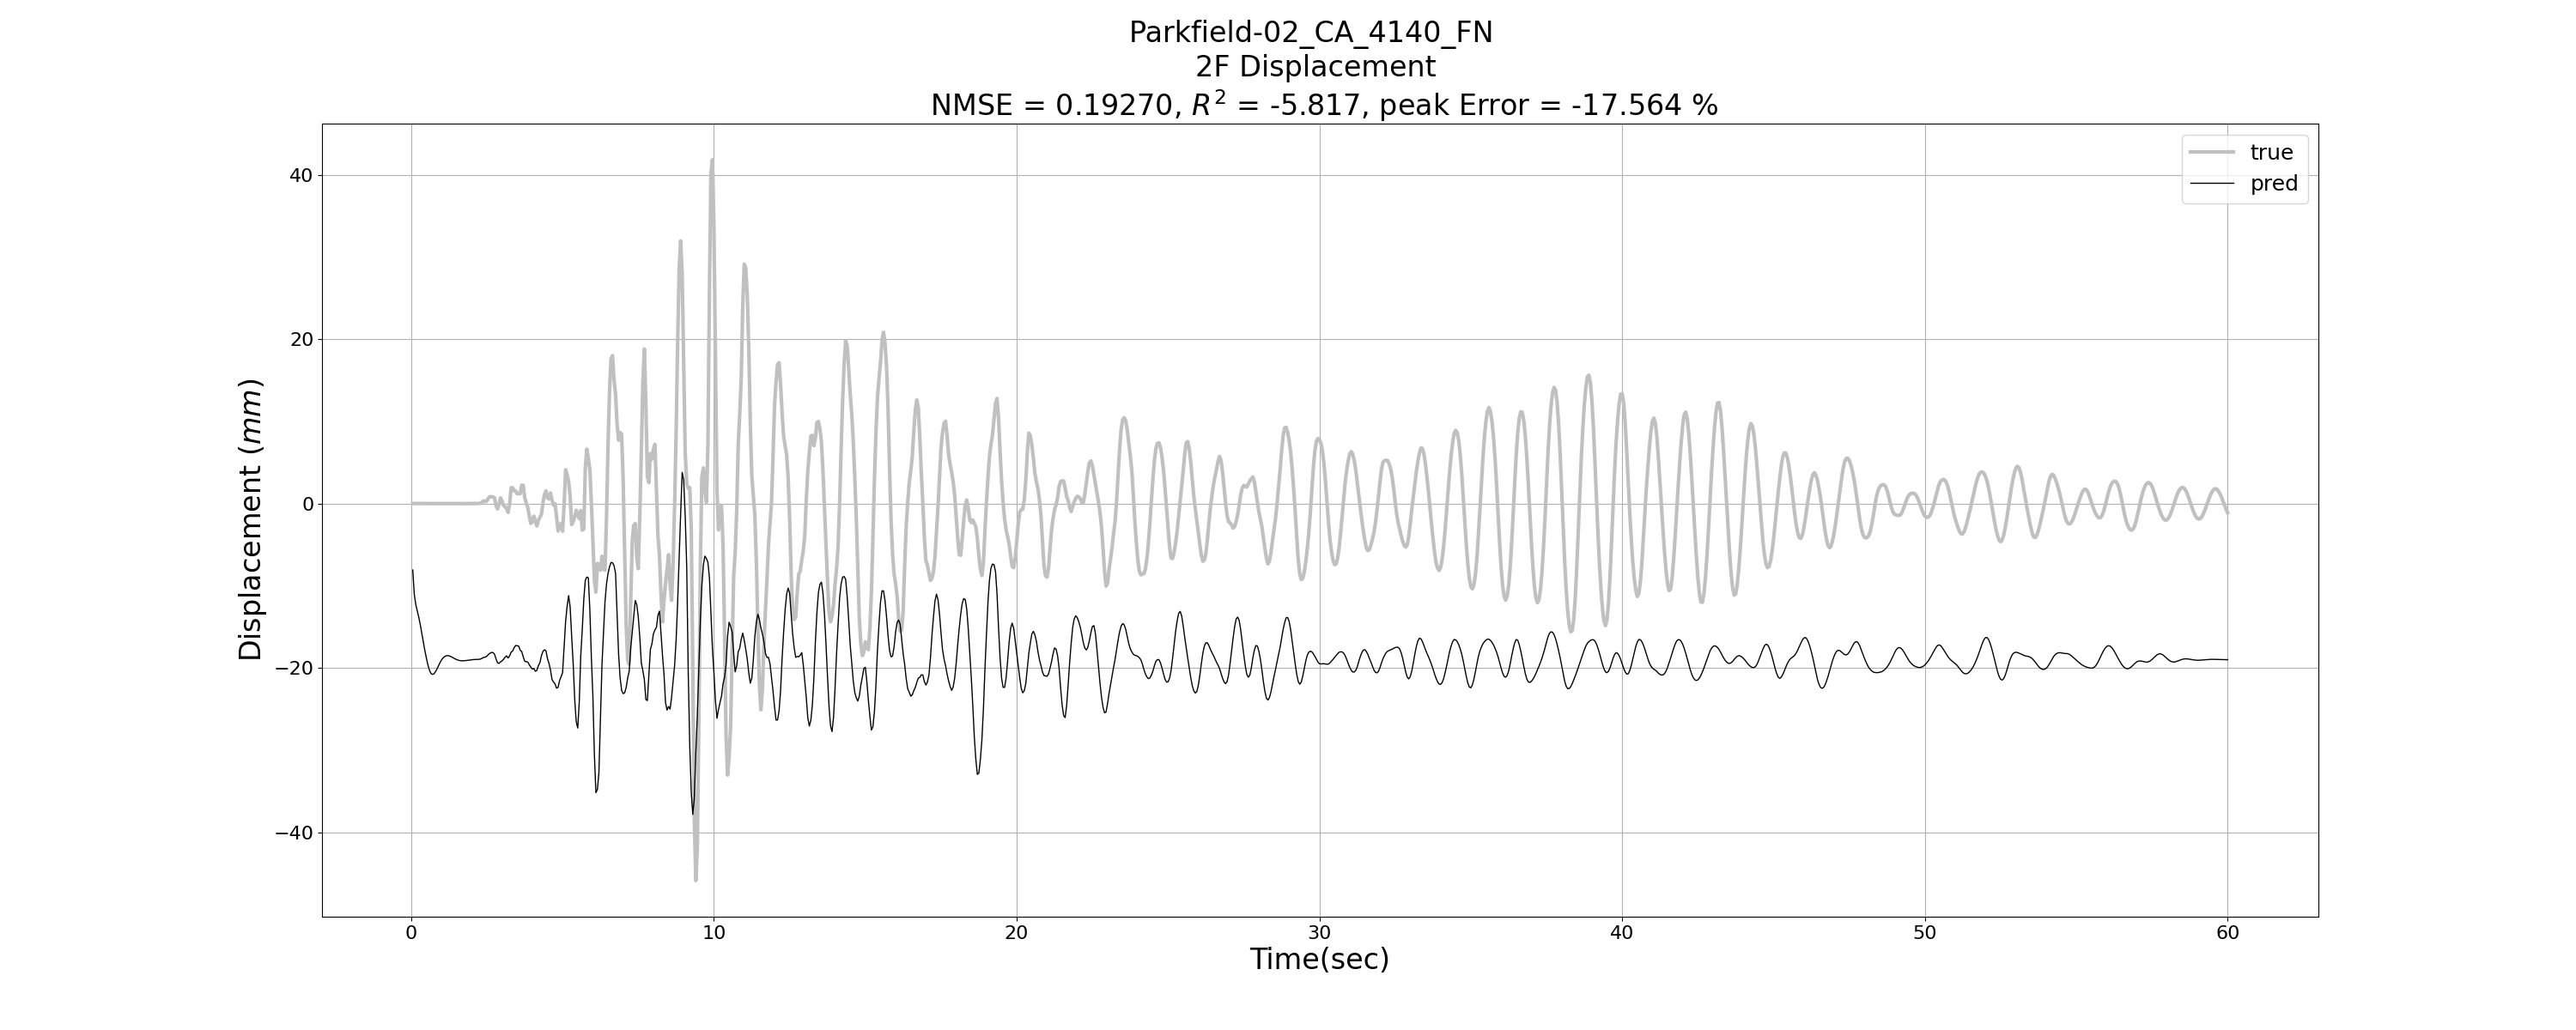 Parkfield-02_CA_4140_FN
2F Displacement
NMSE = 0.19270, R² = -5.817, peak Error = -17.564 %
true
pred
Displacement (mm)
40
20
0
−20
−40
0 10 20 30 40 50 60
Time(sec)